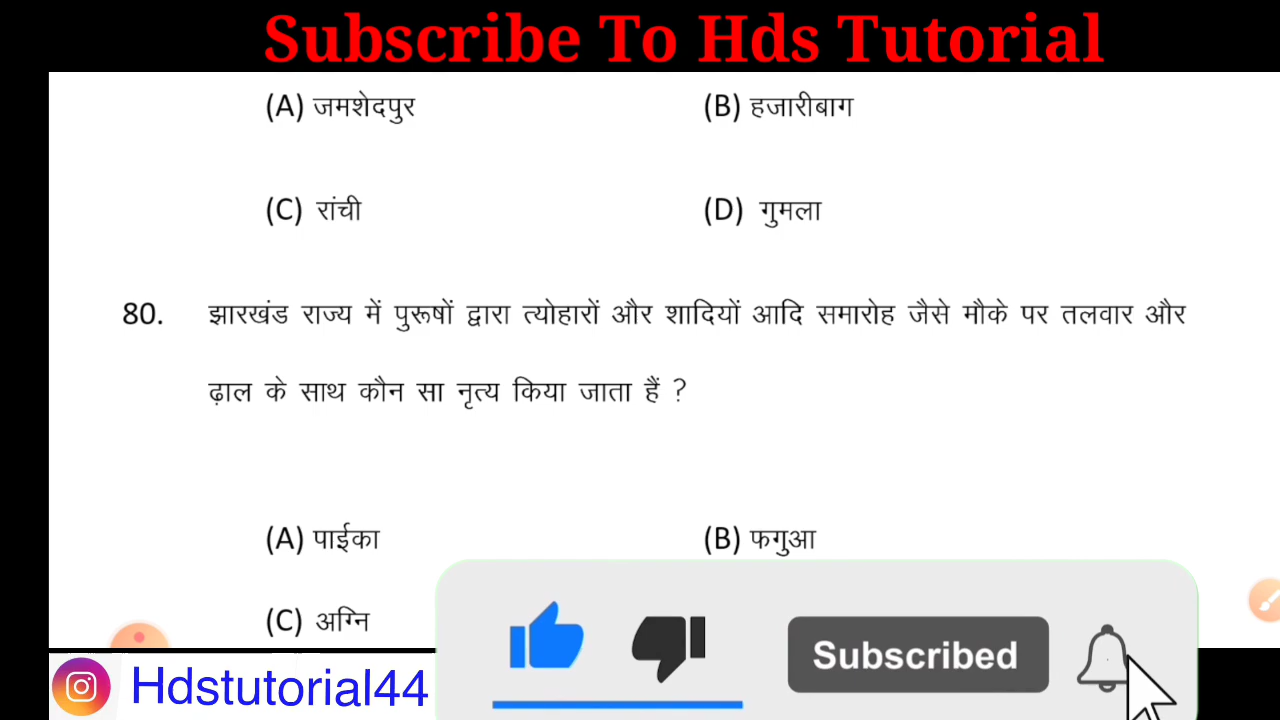 Subscribe To Hds Tutorial
(A) जमशेदपुर (B) हजारीबाग
(C) रांची (D) गुमला
80. झारखंड राज्य में पुरूषों द्वारा त्योहारों और शादियों आदि समारोह जैसे मौके पर तलवार और
ढ़ाल के साथ कौन सा नृत्य किया जाता हैं ?
(A) पाईका (B) फगुआ
(C) अग्नि
Subscribed
Hdstutorial44